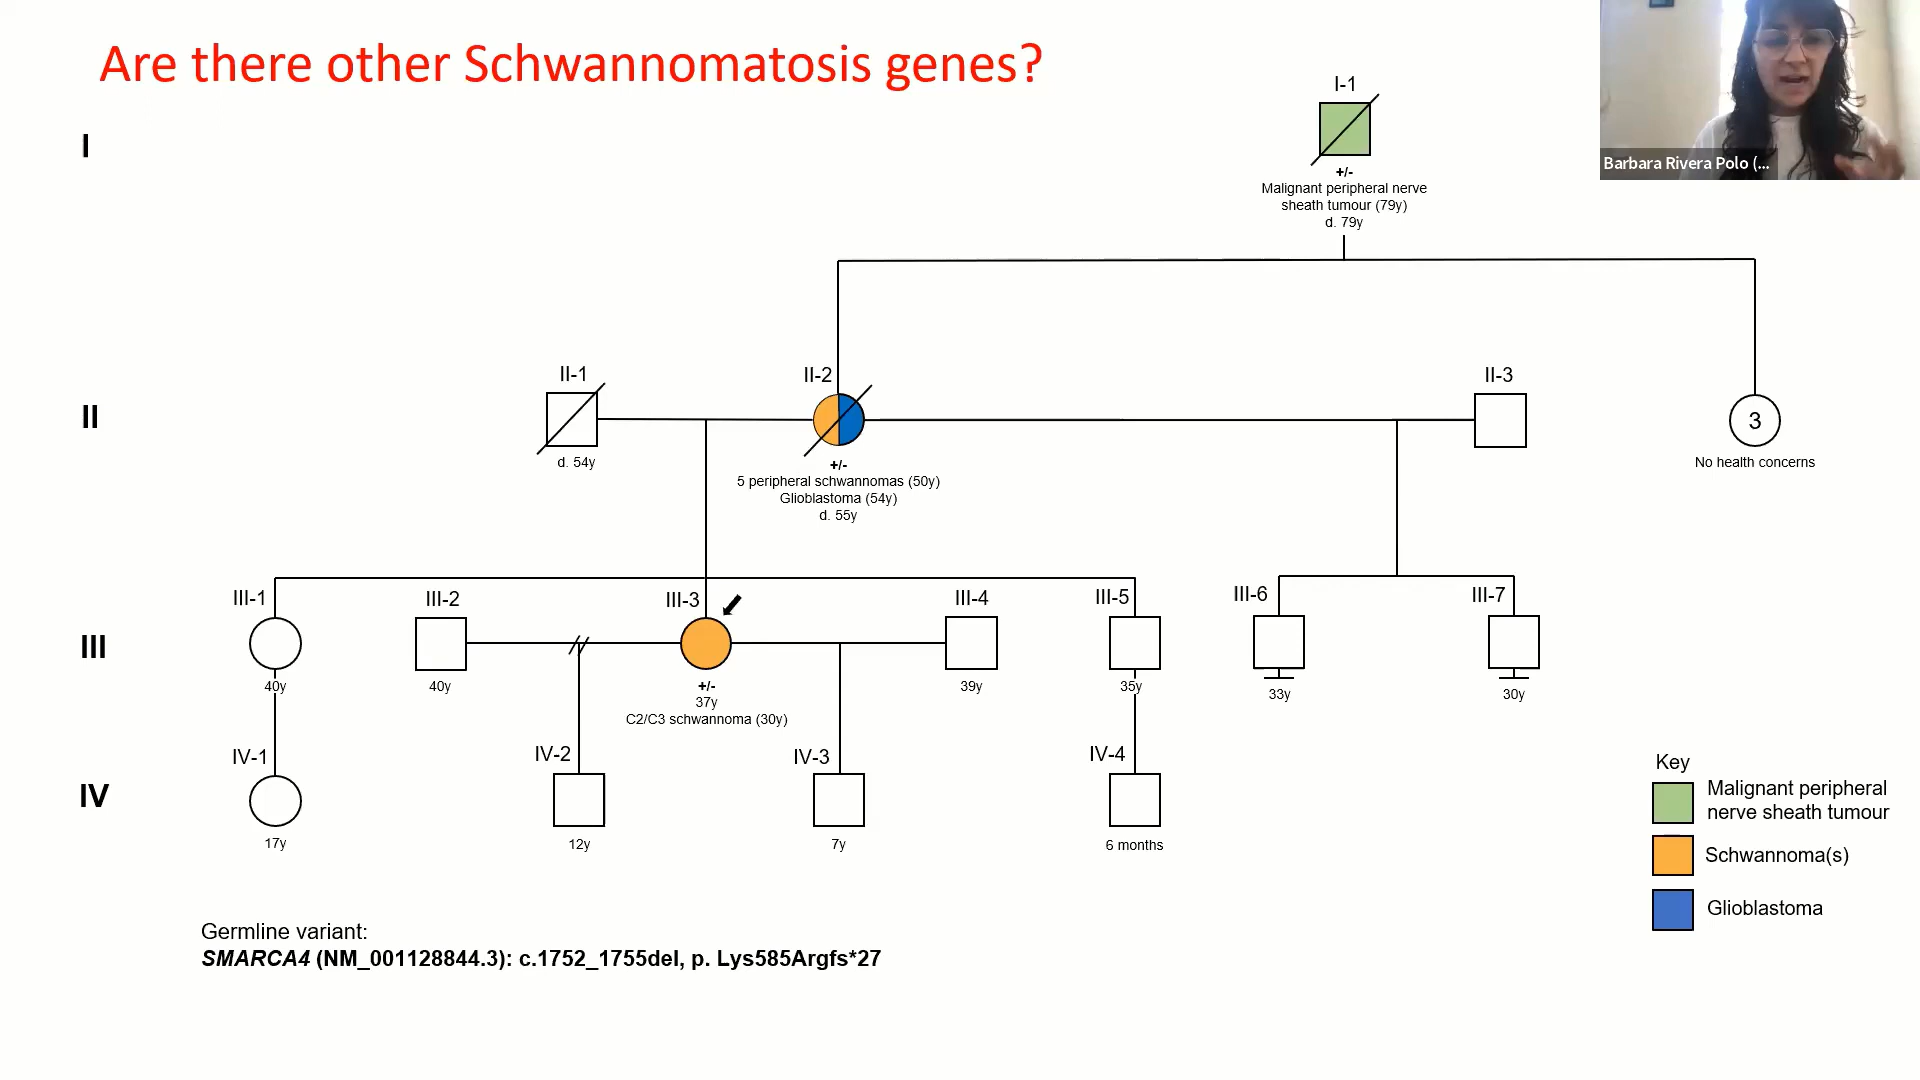 Are there other Schwannomatosis genes?
Barbara Rivera Polo (...
I-1
I
+/-
Malignant peripheral nerve
sheath tumour (79y)
d. 79y
II-1
II-2
II-3
II
3
d. 54y
+/-
5 peripheral schwannomas (50y)
Glioblastoma (54y)
d. 55y
No health concerns
III-1
III-2
III-3
III-4
III-5
III-6
III-7
III
40y
40y
+/-
37y
C2/C3 schwannoma (30y)
39y
35y
33y
30y
IV-1
IV-2
IV-3
IV-4
IV
17y
12y
7y
6 months
Key
Malignant peripheral
nerve sheath tumour
Schwannoma(s)
Glioblastoma
Germline variant:
SMARCA4 (NM_001128844.3): c.1752_1755del, p. Lys585Argfs*27